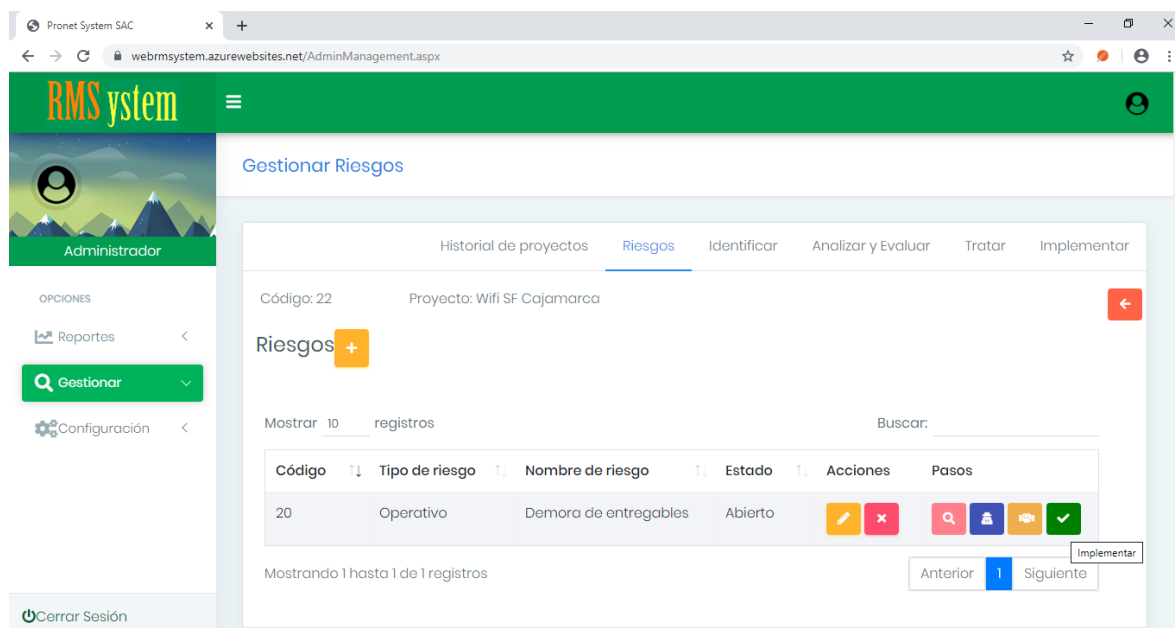 Pronet System SAC
webrmsystem.azurewebsites.net/AdminManagement.aspx
RMSystem
Gestionar Riesgos
Administrador
Historial de proyectos Riesgos Identificar Analizar y Evaluar Tratar Implementar
OPCIONES
Reportes
Gestionar
Configuración
Código: 22 Proyecto: Wifi SF Cajamarca
Riesgos +
Mostrar 10 registros Buscar:
Código Tipo de riesgo Nombre de riesgo Estado Acciones Pasos
20 Operativo Demora de entregables Abierto
Implementar
Mostrando 1 hasta 1 de 1 registros Anterior 1 Siguiente
Cerrar Sesión